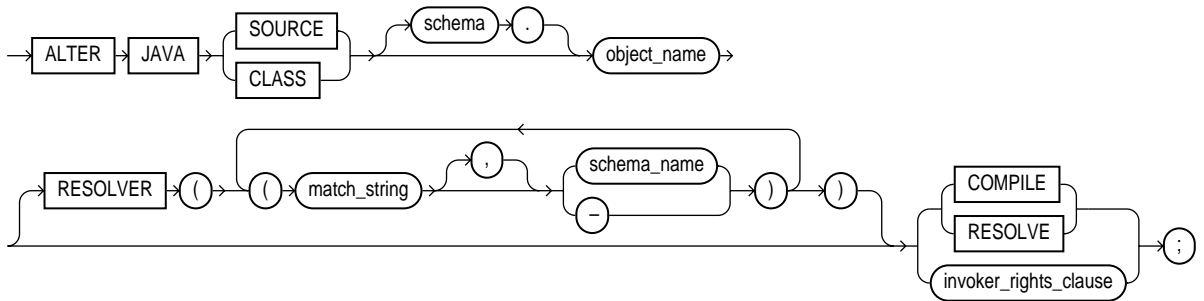 ALTER JAVA SOURCE schema . object_name
CLASS
RESOLVER ( ( match_string , schema_name ) ) COMPILE
– RESOLVE
invoker_rights_clause ;